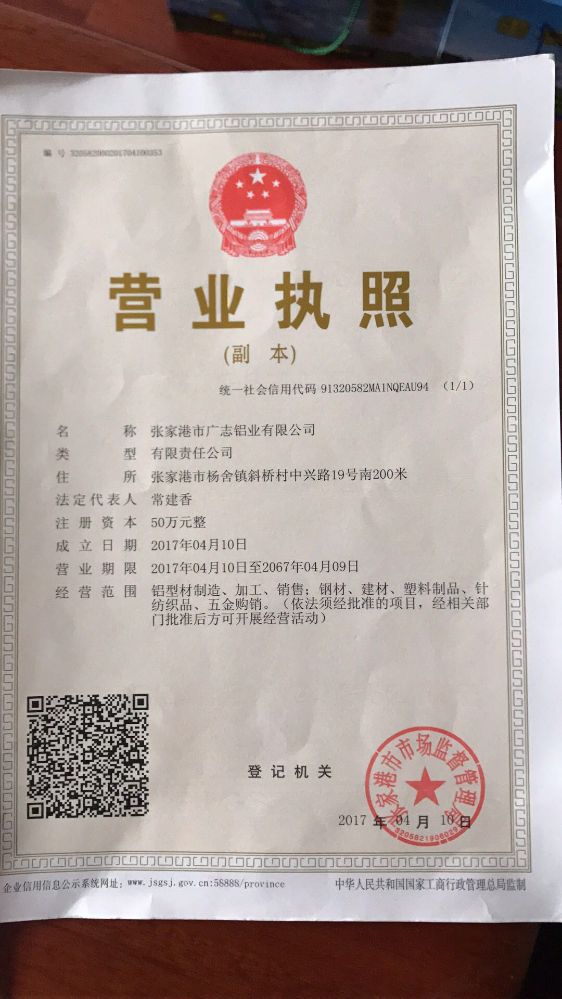 编 号 320582000201704100353
营业执照
(副 本)
统一社会信用代码 91320582MA1NQEAU94 (1/1)
名 称 张家港市广志铝业有限公司
类 型 有限责任公司
住 所 张家港市杨舍镇斜桥村中兴路19号南200米
法定代表人 常建香
注册资本 50万元整
成立日期 2017年04月10日
营业期限 2017年04月10日至2067年04月09日
经营范围 铝型材制造、加工、销售；钢材、建材、塑料制品、针
纺织品、五金购销。（依法须经批准的项目，经相关部
门批准后方可开展经营活动）
登记机关
张家港市市场监督管理局
2017 年 04 月 10 日
企业信用信息公示系统网址：www.jsgsj.gov.cn:58888/province
中华人民共和国国家工商行政管理总局监制